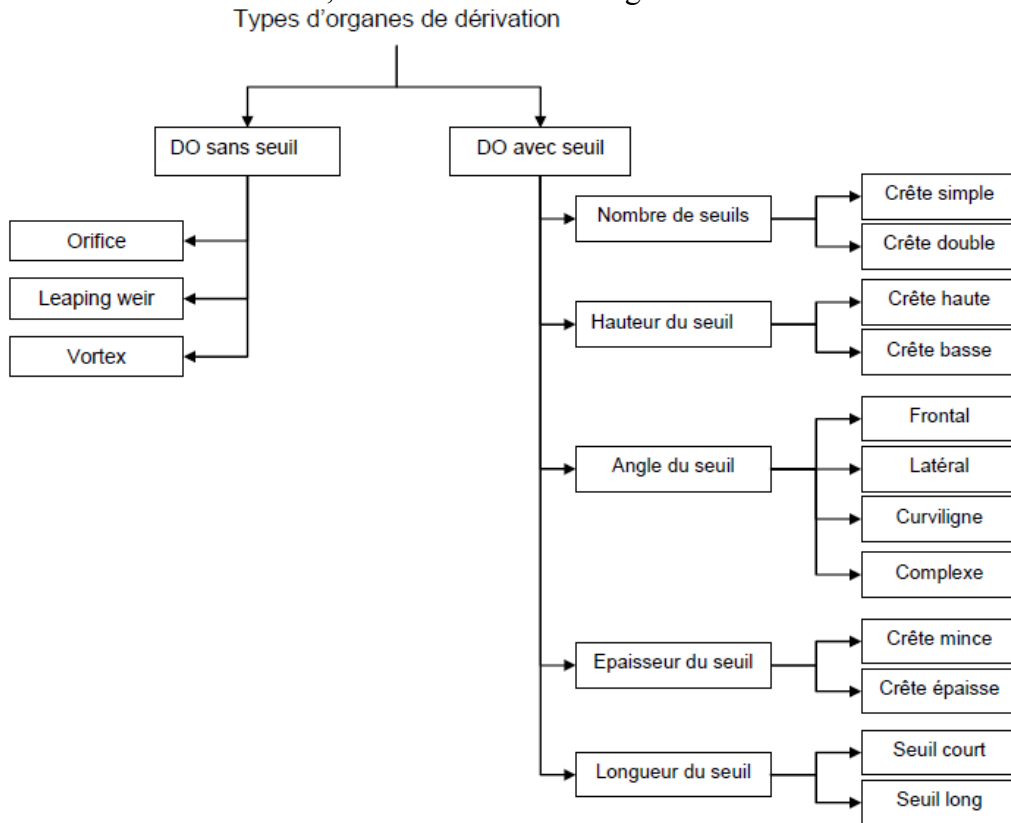 Types d'organes de dérivation
DO sans seuil
DO avec seuil
Orifice
Leaping weir
Vortex
Nombre de seuils
Crête simple
Crête double
Hauteur du seuil
Crête haute
Crête basse
Angle du seuil
Frontal
Latéral
Curviligne
Complexe
Epaisseur du seuil
Crête mince
Crête épaisse
Longueur du seuil
Seuil court
Seuil long